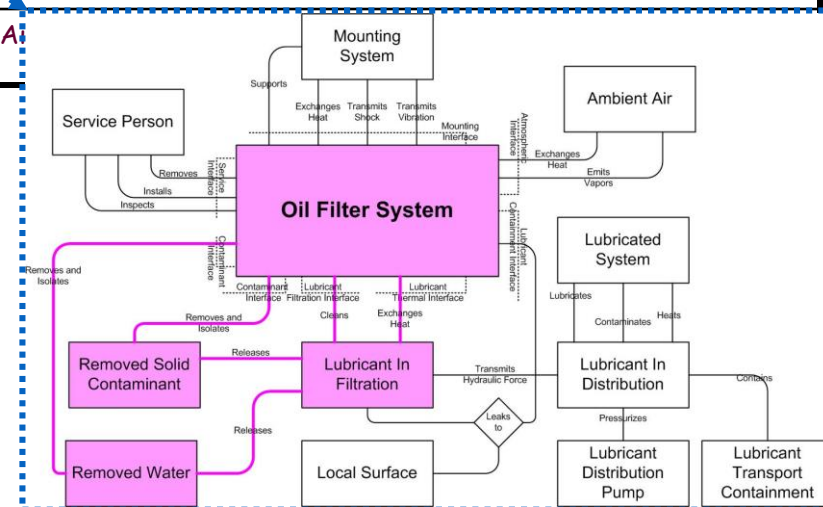 Mounting
System
Supports
Exchanges
Heat
Transmits
Shock
Transmits
Vibration
Mounting
Interface
Service Person
Removes
Installs
Inspects
Service
Interface
Ambient Air
Exchanges
Heat
Emits
Vapors
Atmospheric
Interface
Oil Filter System
Lubricant
Containment Interface
Contaminant
Interface
Removes and
Isolates
Contaminant
Interface
Lubricant
Filtration Interface
Lubricant
Thermal Interface
Removes and
Isolates
Cleans
Exchanges
Heat
Lubricated
System
Lubricates
Contaminates
Heats
Removed Solid
Contaminant
Releases
Lubricant In
Filtration
Transmits
Hydraulic Force
Lubricant In
Distribution
Contains
Leaks
to
Pressurizes
Releases
Removed Water
Local Surface
Lubricant
Distribution
Pump
Lubricant
Transport
Containment